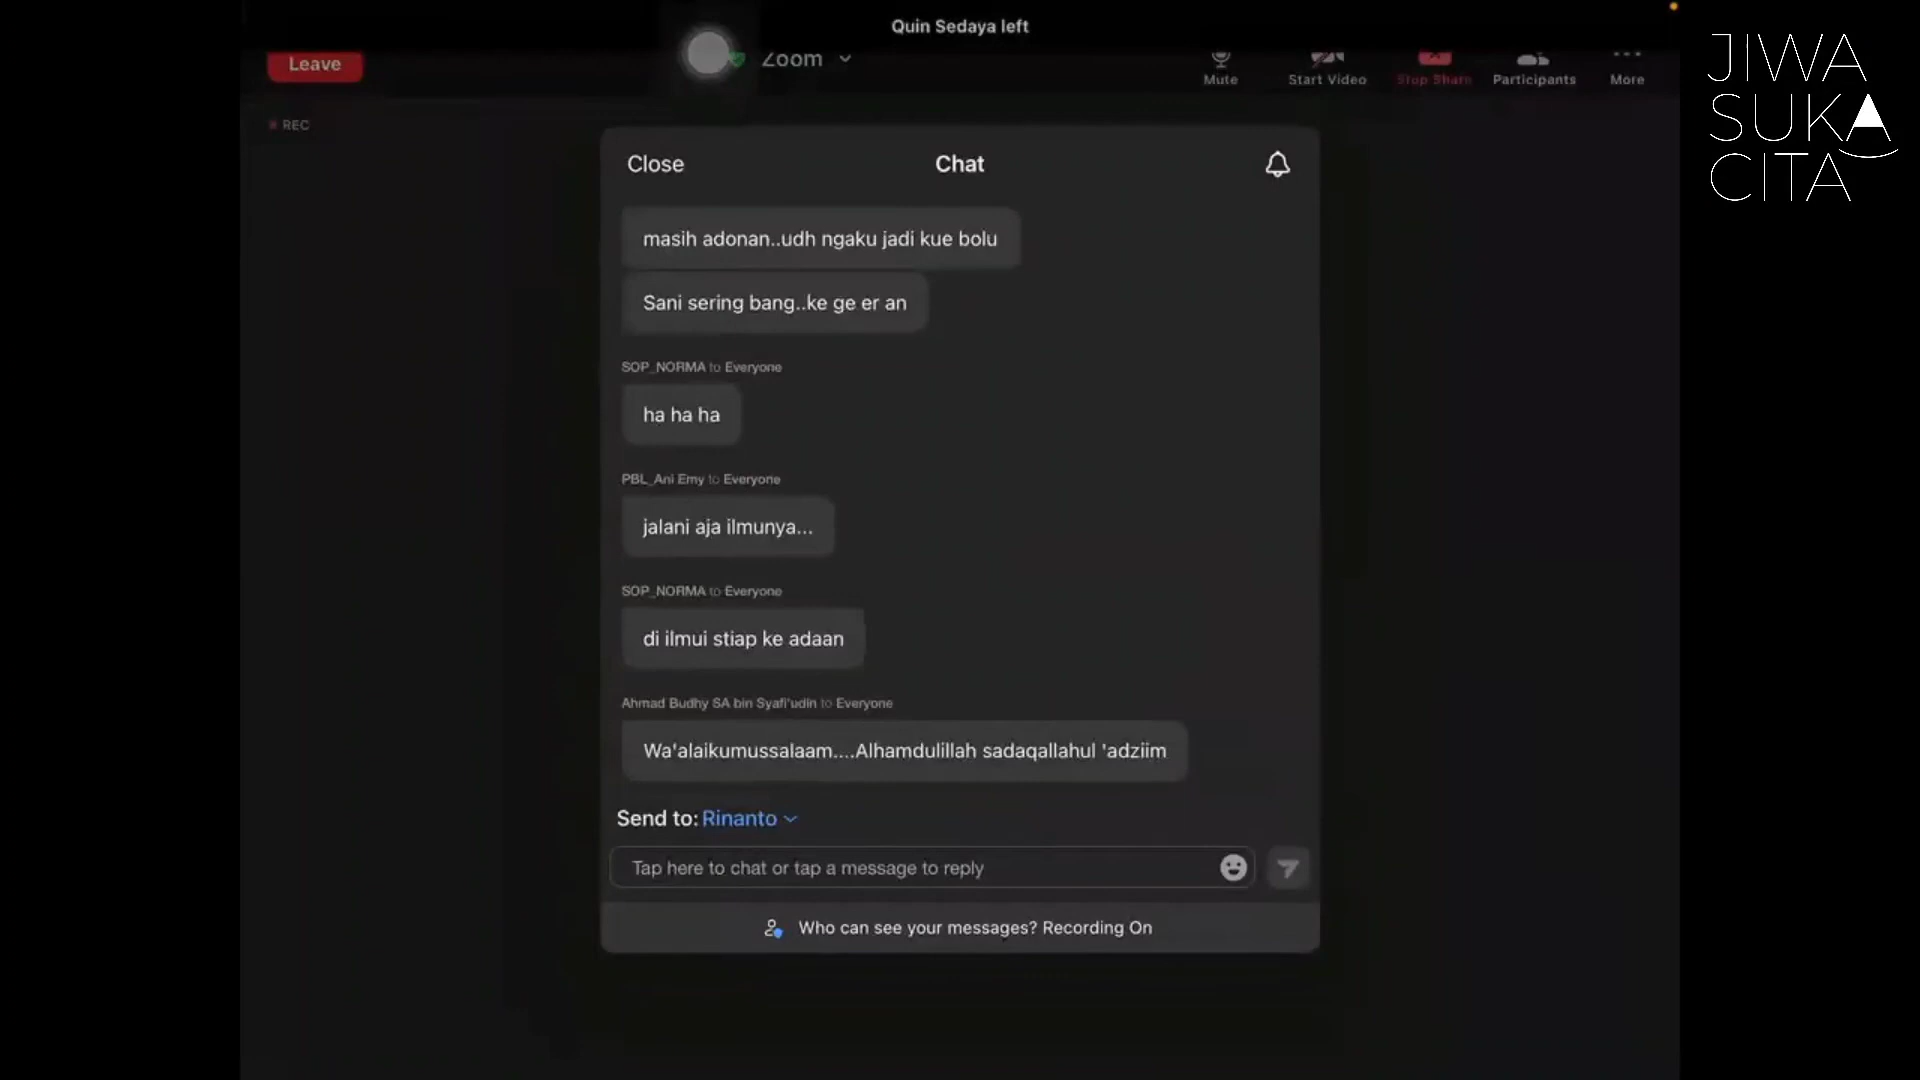 Quin Sedaya left
Leave
Zoom
Mute
Start Video
Stop Share
Participants
More
JIWA
SUKA
CITA
REC
Close
Chat
masih adonan..udh ngaku jadi kue bolu
Sani sering bang..ke ge er an
SOP_NORMA to Everyone
ha ha ha
PBL_Ani Emy to Everyone
jalani aja ilmunya...
SOP_NORMA to Everyone
di ilmui stiap ke adaan
Ahmad Budhy SA bin Syafi'udin to Everyone
Wa'alaikumussalaam....Alhamdulillah sadaqallahul 'adziim
Send to: Rinanto
Tap here to chat or tap a message to reply
Who can see your messages? Recording On